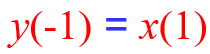 y(-1) = x(1)